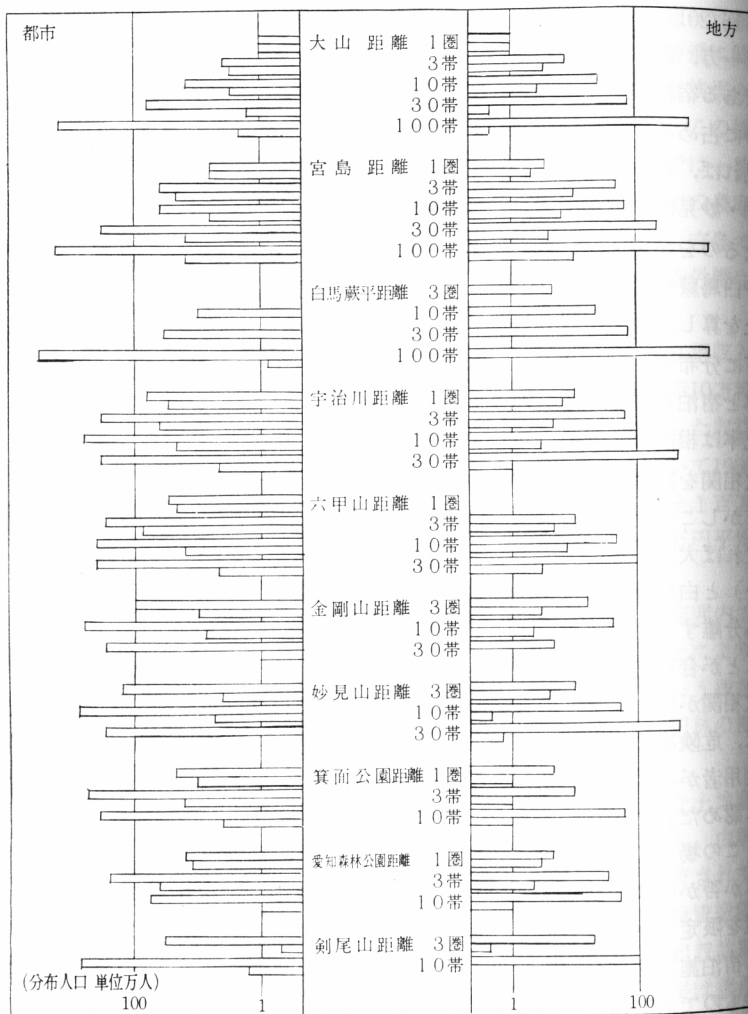 都市
地方
大山 距離 1圏
3帯
10帯
30帯
100帯
宮島 距離 1圏
3帯
10帯
30帯
100帯
白馬蕨平距離 3圏
10帯
30帯
100帯
宇治川距離 1圏
3帯
10帯
30帯
六甲山距離 1圏
3帯
10帯
30帯
金剛山距離 3圏
10帯
30帯
妙見山距離 3圏
10帯
30帯
箕面公園距離 1圏
3帯
10帯
愛知森林公園距離 1圏
3帯
10帯
剣尾山距離 3圏
10帯
(分布人口 単位万人)
100 1 1 100